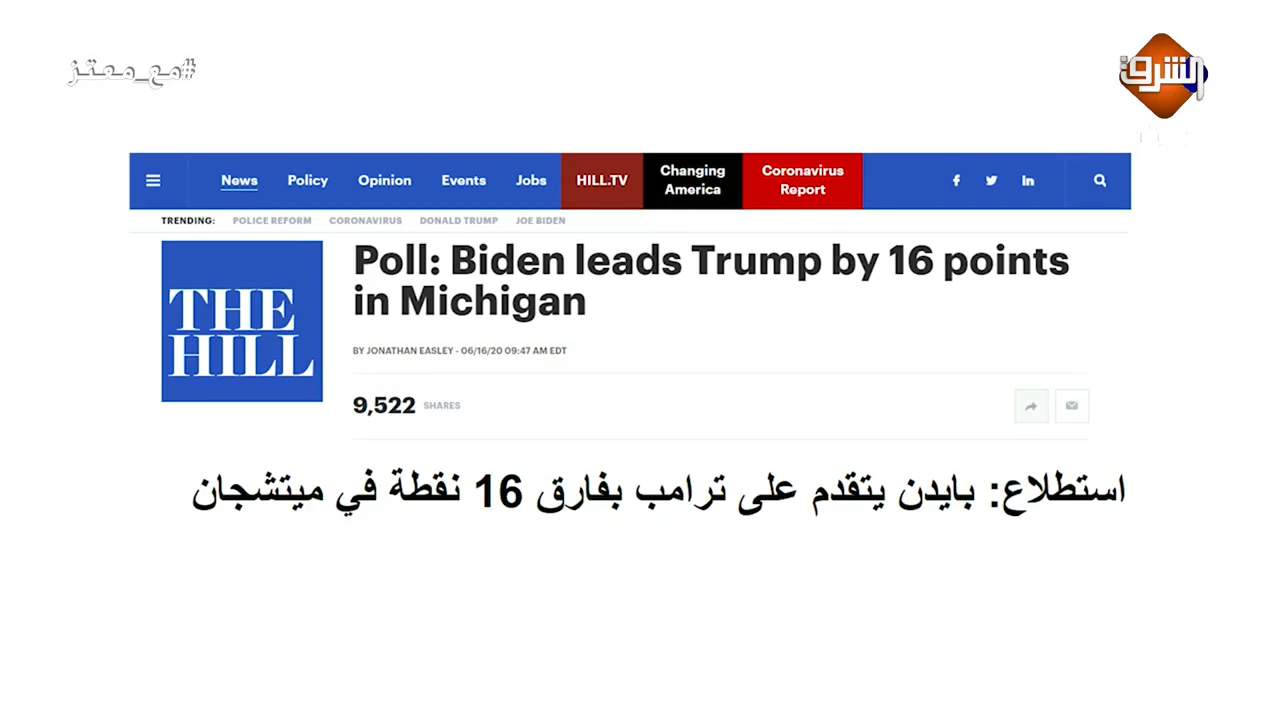 #مع_معتز
الشرق
News Policy Opinion Events Jobs HILL.TV Changing America Coronavirus Report
TRENDING: POLICE REFORM CORONAVIRUS DONALD TRUMP JOE BIDEN
THE HILL
Poll: Biden leads Trump by 16 points
in Michigan
BY JONATHAN EASLEY - 06/16/20 09:47 AM EDT
9,522 SHARES
استطلاع: بايدن يتقدم على ترامب بفارق 16 نقطة في ميتشجان